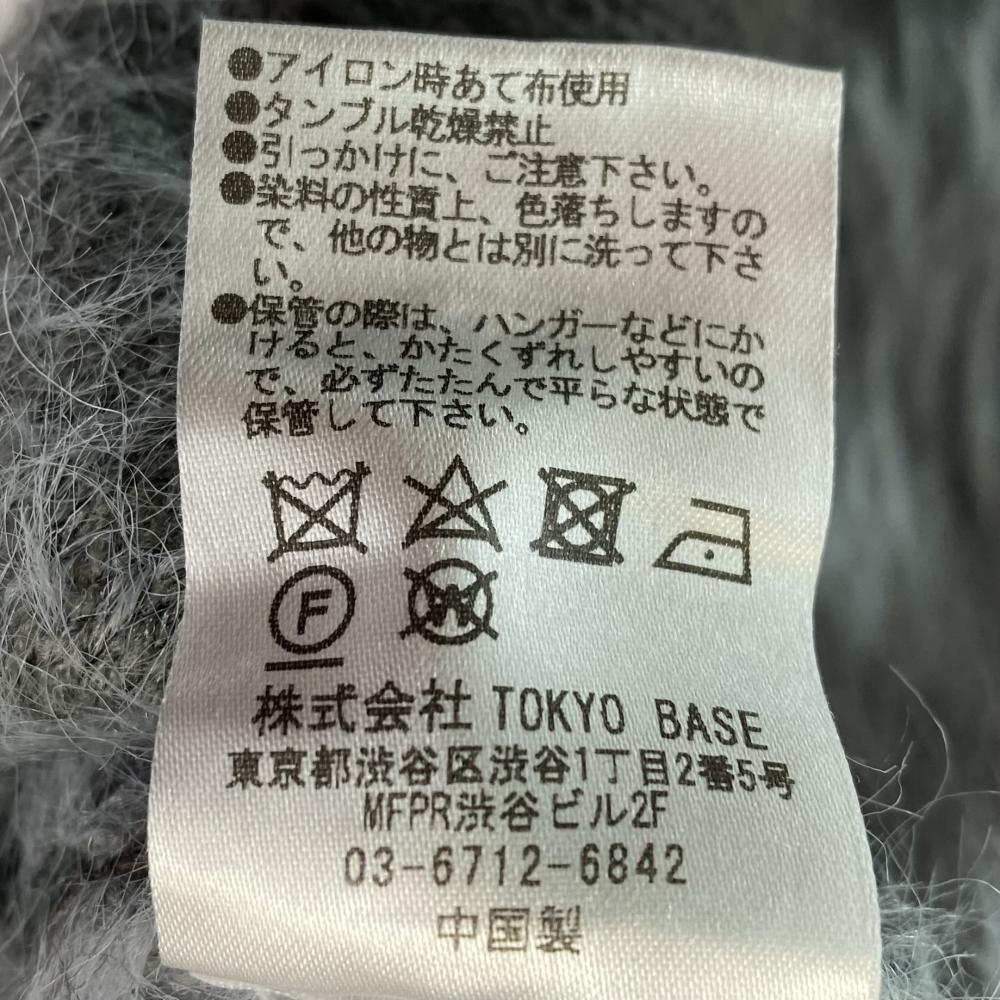 ●アイロン時あて布使用
●タンブル乾燥禁止
●引っかけに、ご注意下さい。
●染料の性質上、色落ちしますの
で、他の物とは別に洗って下さ
い。
●保管の際は、ハンガーなどにか
けると、かたくずれしやすいの
で、必ずたたんで平らな状態で
保管して下さい。
F W
株式会社 TOKYO BASE
東京都渋谷区渋谷1丁目2番5号
MFPR渋谷ビル2F
03-6712-6842
中国製